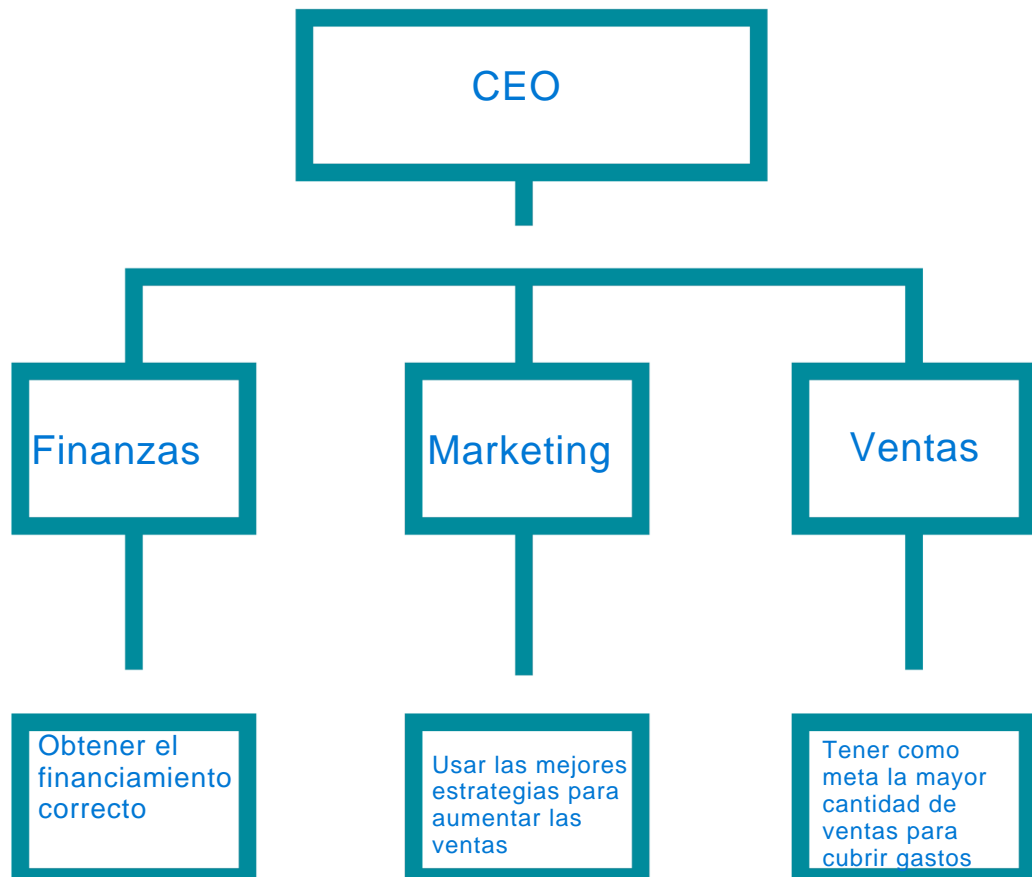 CEO
Finanzas
Marketing
Ventas
Obtener el
financiamiento
correcto
Usar las mejores
estrategias para
aumentar las
ventas
Tener como
meta la mayor
cantidad de
ventas para
cubrir gastos